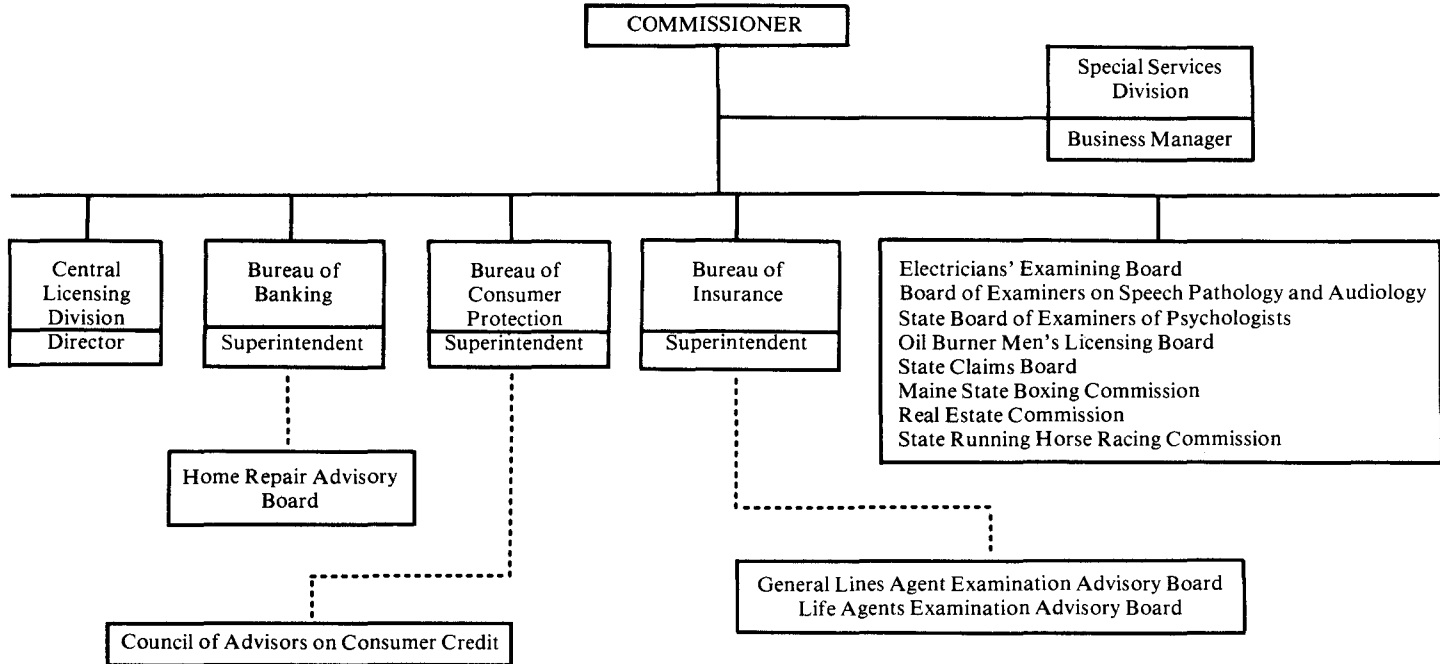 COMMISSIONER
Special Services
Division
Business Manager
Central
Licensing
Division
Director
Bureau of
Banking
Superintendent
Bureau of
Consumer
Protection
Superintendent
Bureau of
Insurance
Superintendent
Electricians' Examining Board
Board of Examiners on Speech Pathology and Audiology
State Board of Examiners of Psychologists
Oil Burner Men's Licensing Board
State Claims Board
Maine State Boxing Commission
Real Estate Commission
State Running Horse Racing Commission
Home Repair Advisory
Board
General Lines Agent Examination Advisory Board
Life Agents Examination Advisory Board
Council of Advisors on Consumer Credit